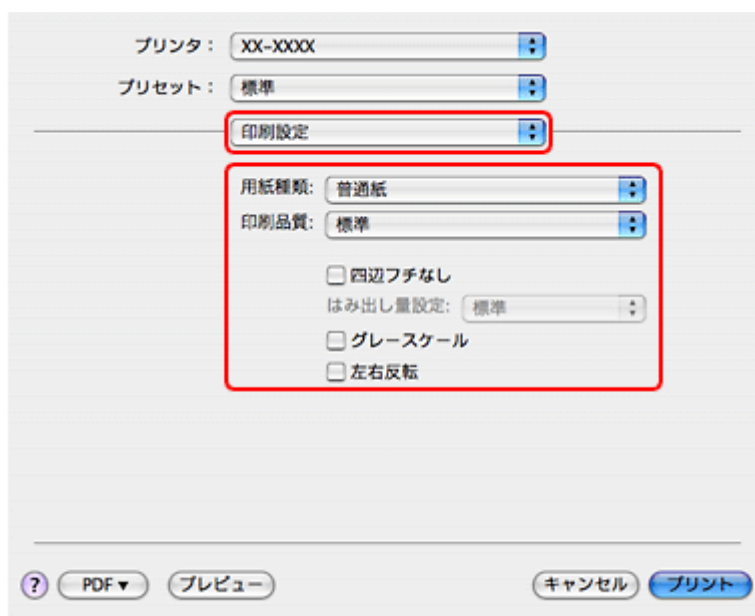 プリンタ： XX-XXXX
プリセット： 標準
印刷設定
用紙種類: 普通紙
印刷品質: 標準
四辺フチなし
はみ出し量設定: 標準
グレースケール
左右反転
? PDF▼ プレビュー キャンセル プリント